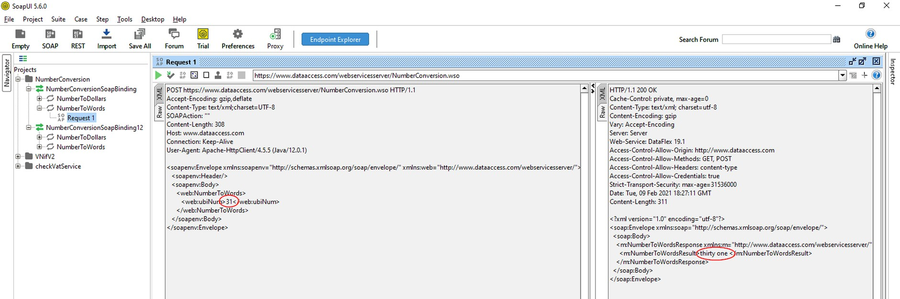 SoapUI 5.6.0
File Project Suite Case Step Tools Desktop Help
Empty SOAP REST Import Save All Forum Trial Preferences Proxy Endpoint Explorer Search Forum Online Help
Navigator
Projects
NumberConversion
NumberConversionSoapBinding
NumberToDollars
NumberToWords
Request 1
NumberConversionSoapBinding12
NumberToDollars
NumberToWords
VNifV2
checkVatService
Request 1
https://www.dataaccess.com/webservicesserver/NumberConversion.wso
XML
Raw
POST https://www.dataaccess.com/webservicesserver/NumberConversion.wso HTTP/1.1
Accept-Encoding: gzip,deflate
Content-Type: text/xml;charset=UTF-8
SOAPAction: ""
Content-Length: 308
Host: www.dataaccess.com
Connection: Keep-Alive
User-Agent: Apache-HttpClient/4.5.5 (Java/12.0.1)
<soapenv:Envelope xmlns:soapenv="http://schemas.xmlsoap.org/soap/envelope/" xmlns:web="http://www.dataaccess.com/webservicesserver/">
<soapenv:Header/>
<soapenv:Body>
<web:NumberToWords>
<web:ubiNum>31</web:ubiNum>
</web:NumberToWords>
</soapenv:Body>
</soapenv:Envelope>
XML
Raw
HTTP/1.1 200 OK
Cache-Control: private, max-age=0
Content-Type: text/xml; charset=utf-8
Content-Encoding: gzip
Vary: Accept-Encoding
Server: Server
Web-Service: DataFlex 19.1
Access-Control-Allow-Origin: http://www.dataaccess.com
Access-Control-Allow-Methods: GET, POST
Access-Control-Allow-Headers: content-type
Access-Control-Allow-Credentials: true
Strict-Transport-Security: max-age=31536000
Date: Tue, 09 Feb 2021 18:27:11 GMT
Content-Length: 311
<?xml version="1.0" encoding="utf-8"?>
<soap:Envelope xmlns:soap="http://schemas.xmlsoap.org/soap/envelope/">
<soap:Body>
<m:NumberToWordsResponse xmlns:m="http://www.dataaccess.com/webservicesserver/"
<m:NumberToWordsResult>thirty one </m:NumberToWordsResult>
</m:NumberToWordsResponse>
</soap:Body>
</soap:Envelope>
Inspector